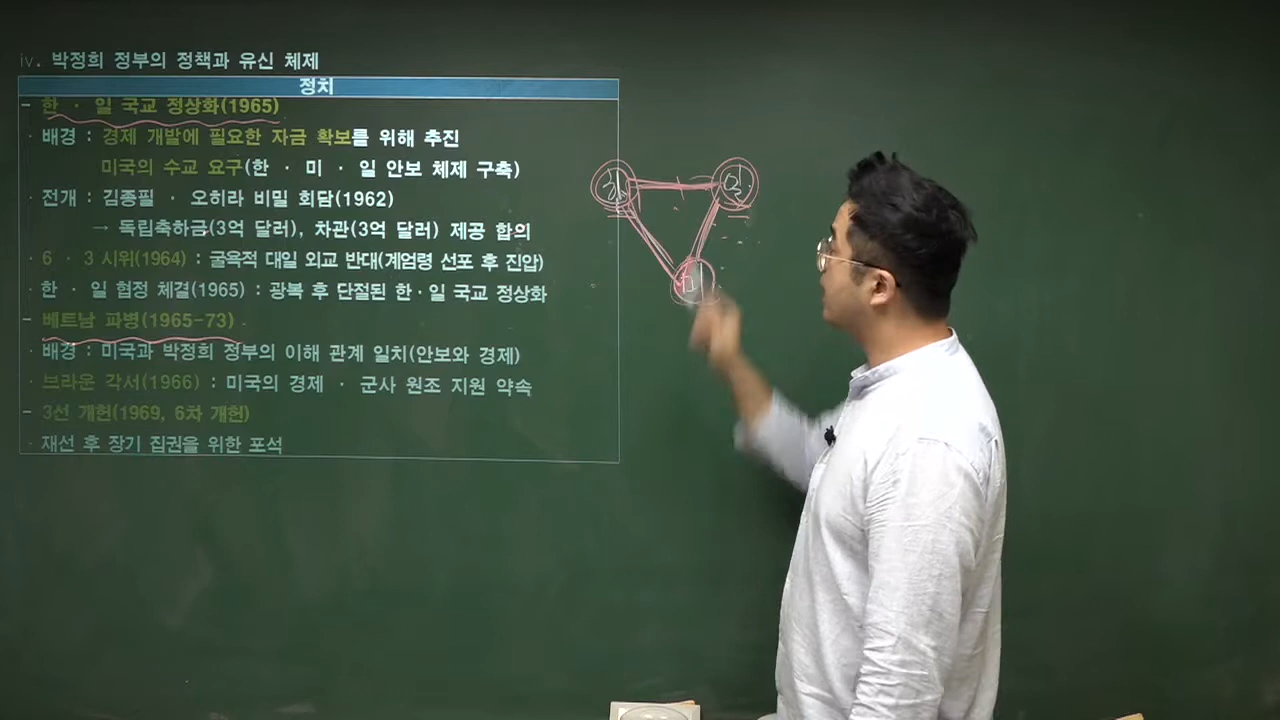 iv. 박정희 정부의 정책과 유신 체제
정치
- 한 · 일 국교 정상화(1965)
· 배경 : 경제 개발에 필요한 자금 확보를 위해 추진
미국의 수교 요구(한 · 미 · 일 안보 체제 구축)
· 전개 : 김종필 · 오히라 비밀 회담(1962)
→ 독립축하금(3억 달러), 차관(3억 달러) 제공 합의
· 6 · 3 시위(1964) : 굴욕적 대일 외교 반대(계엄령 선포 후 진압)
· 한 · 일 협정 체결(1965) : 광복 후 단절된 한·일 국교 정상화
- 베트남 파병(1965-73)
· 배경 : 미국과 박정희 정부의 이해 관계 일치(안보와 경제)
· 브라운 각서(1966) : 미국의 경제 · 군사 원조 지원 약속
- 3선 개헌(1969, 6차 개헌)
· 재선 후 장기 집권을 위한 포석